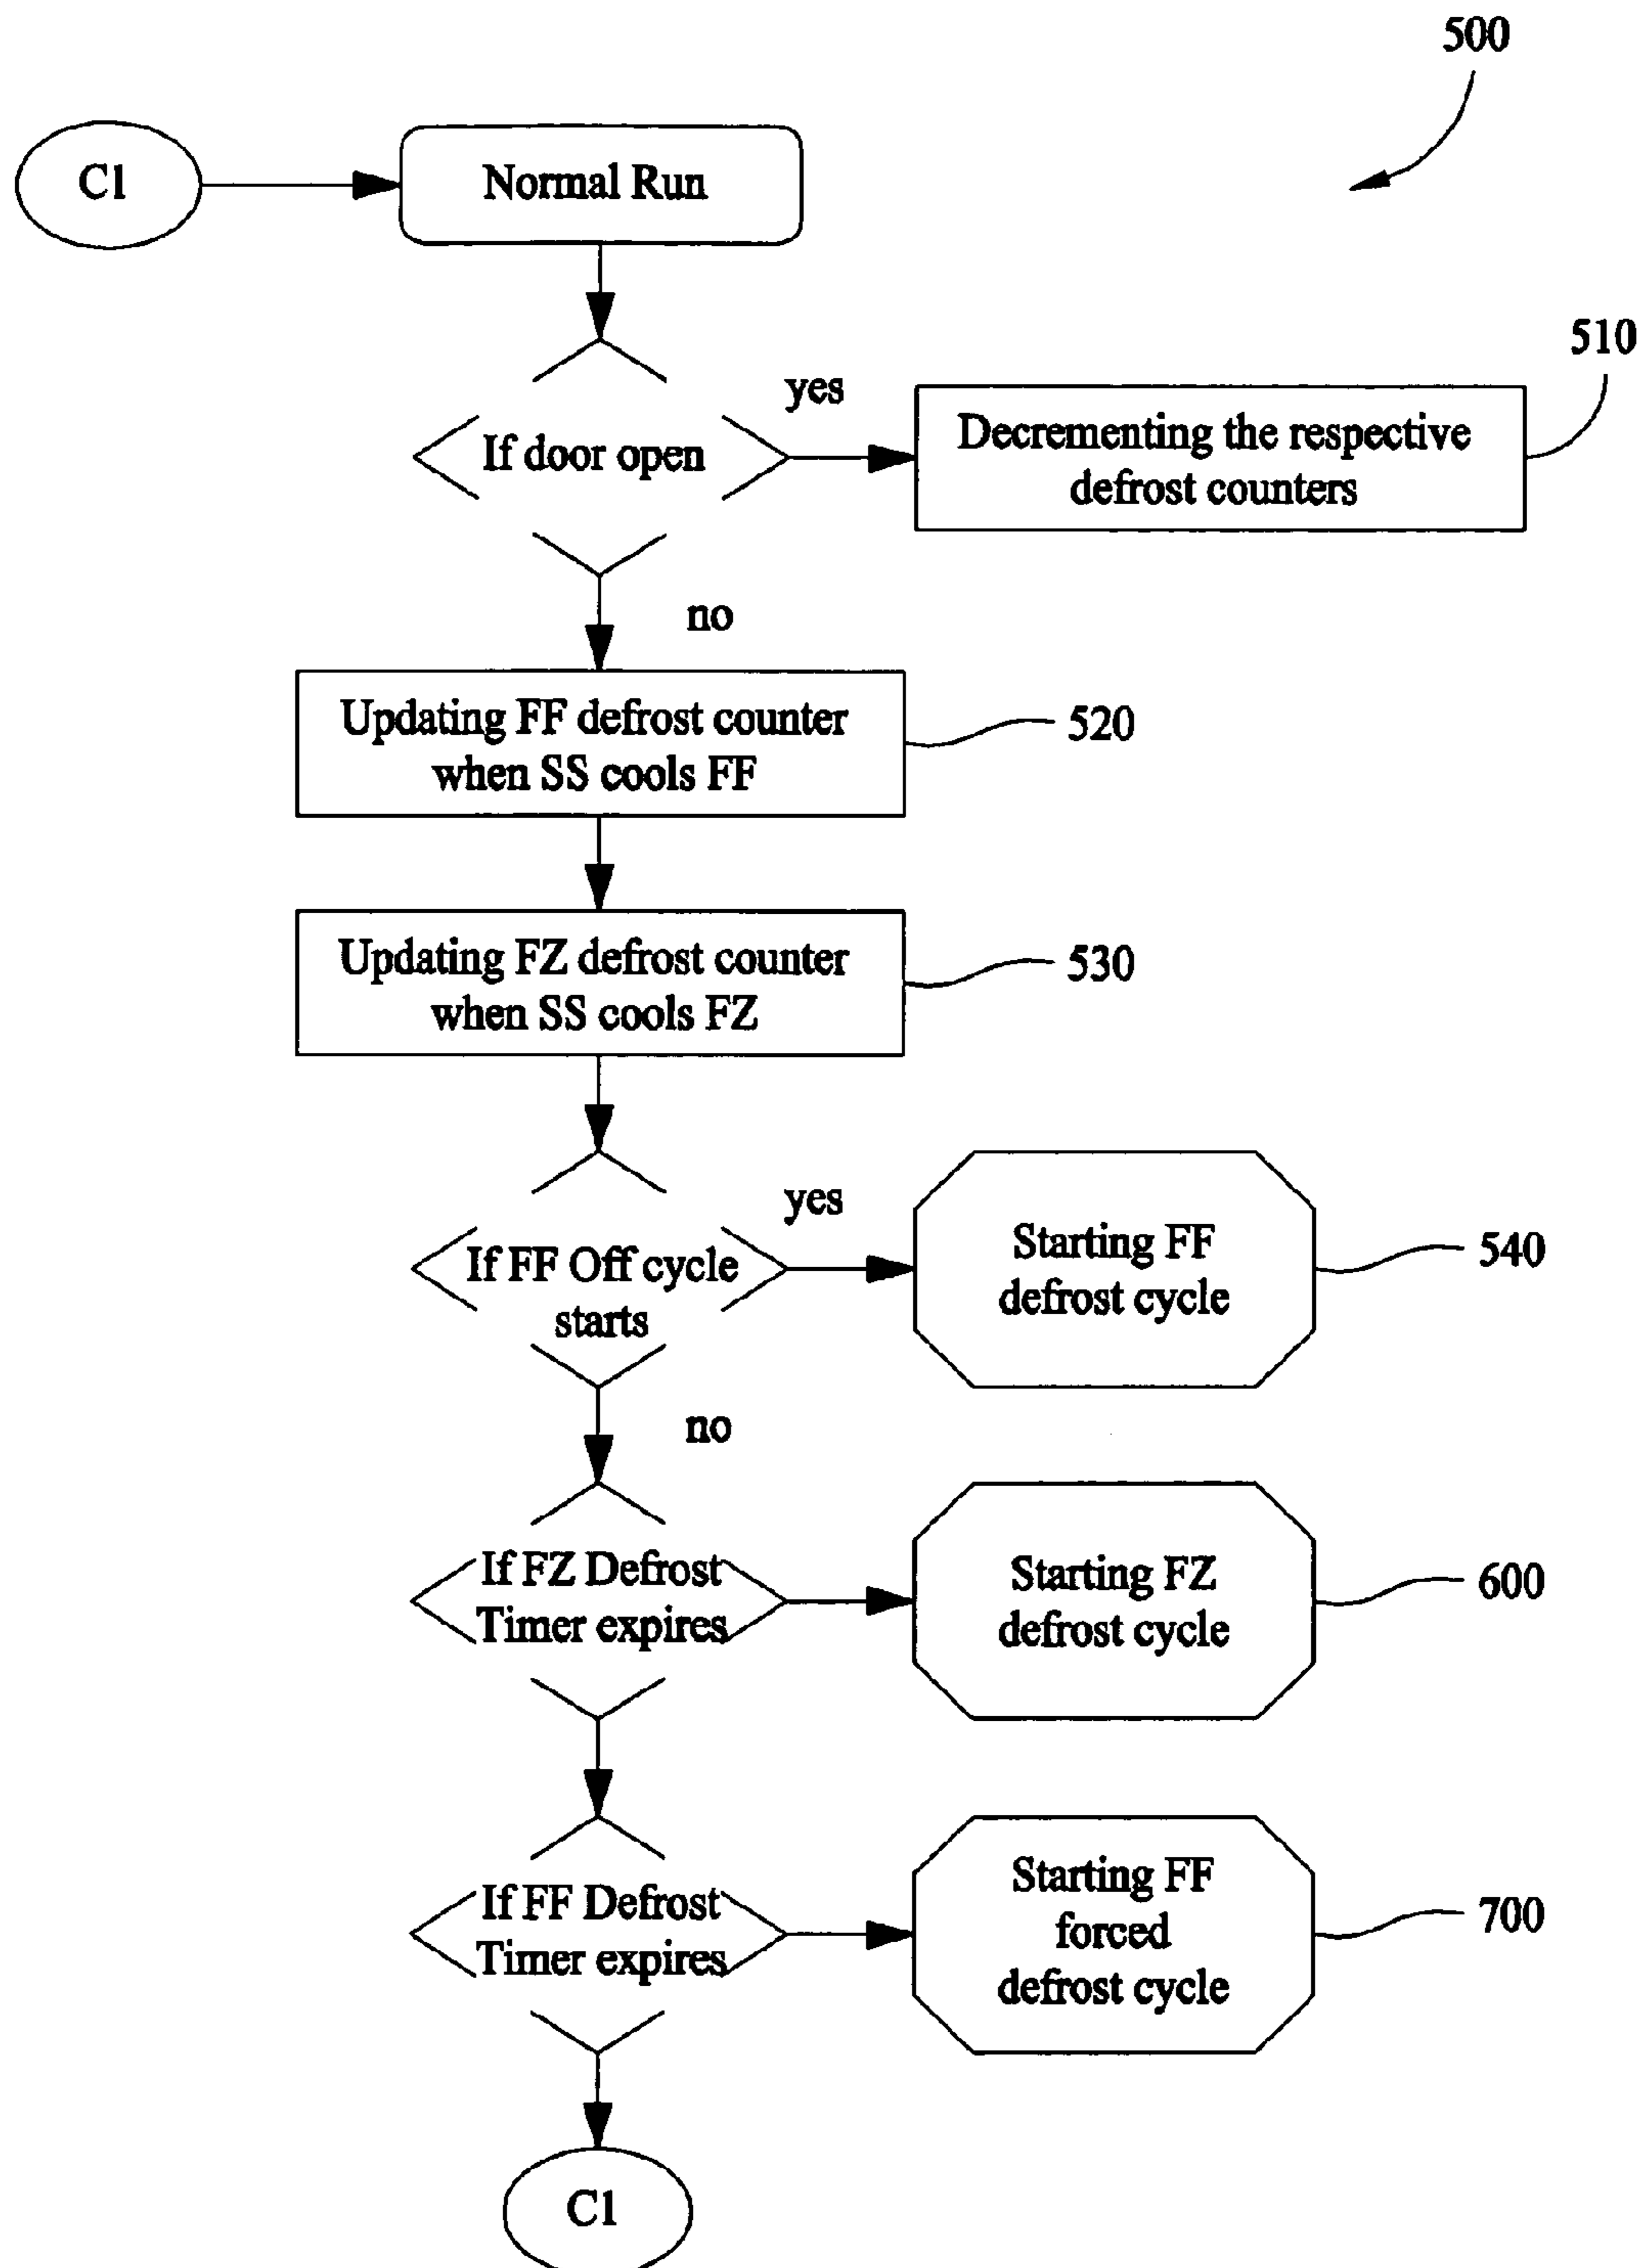 500
C1
Normal Run
510
yes
If door open
Decrementing the respective
defrost counters
no
Updating FF defrost counter
when SS cools FF
520
Updating FZ defrost counter
when SS cools FZ
530
yes
If FF Off cycle
starts
Starting FF
defrost cycle
540
no
If FZ Defrost
Timer expires
Starting FZ
defrost cycle
600
If FF Defrost
Timer expires
Starting FF
forced
defrost cycle
700
C1